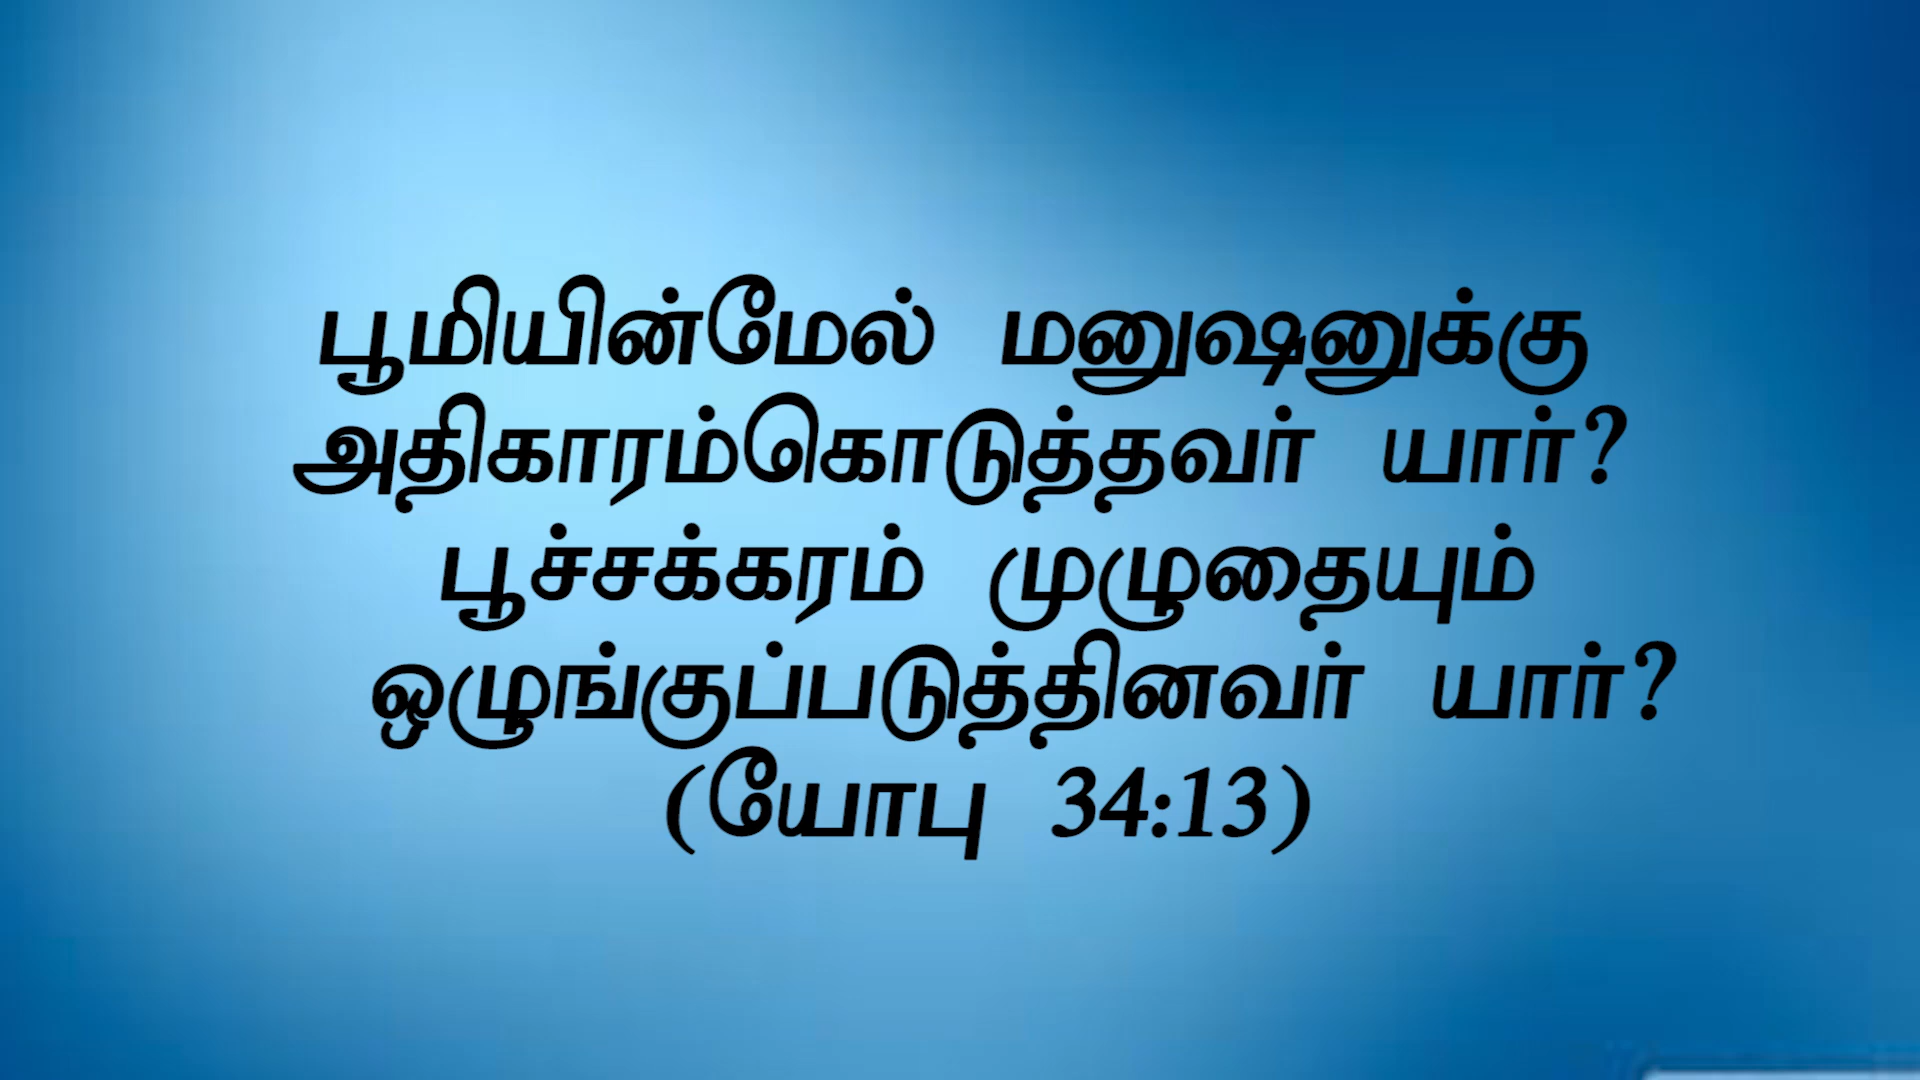 பூமியின்மேல் மனுஷனுக்கு
அதிகாரம்கொடுத்தவர் யார்?
பூச்சக்கரம் முழுதையும்
ஒழுங்குப்படுத்தினவர் யார்?
(யோபு 34:13)